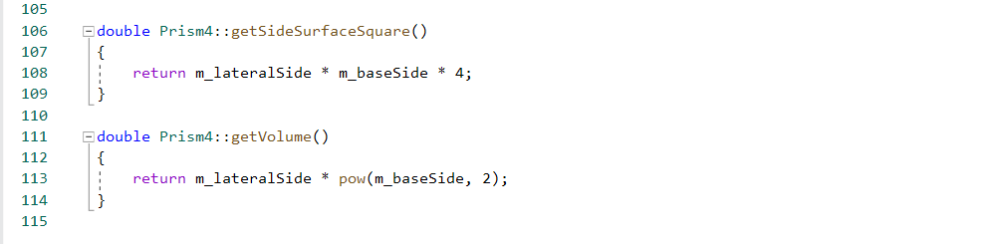 105
106 double Prism4::getSideSurfaceSquare()
107 {
108 return m_lateralSide * m_baseSide * 4;
109 }
110
111 double Prism4::getVolume()
112 {
113 return m_lateralSide * pow(m_baseSide, 2);
114 }
115